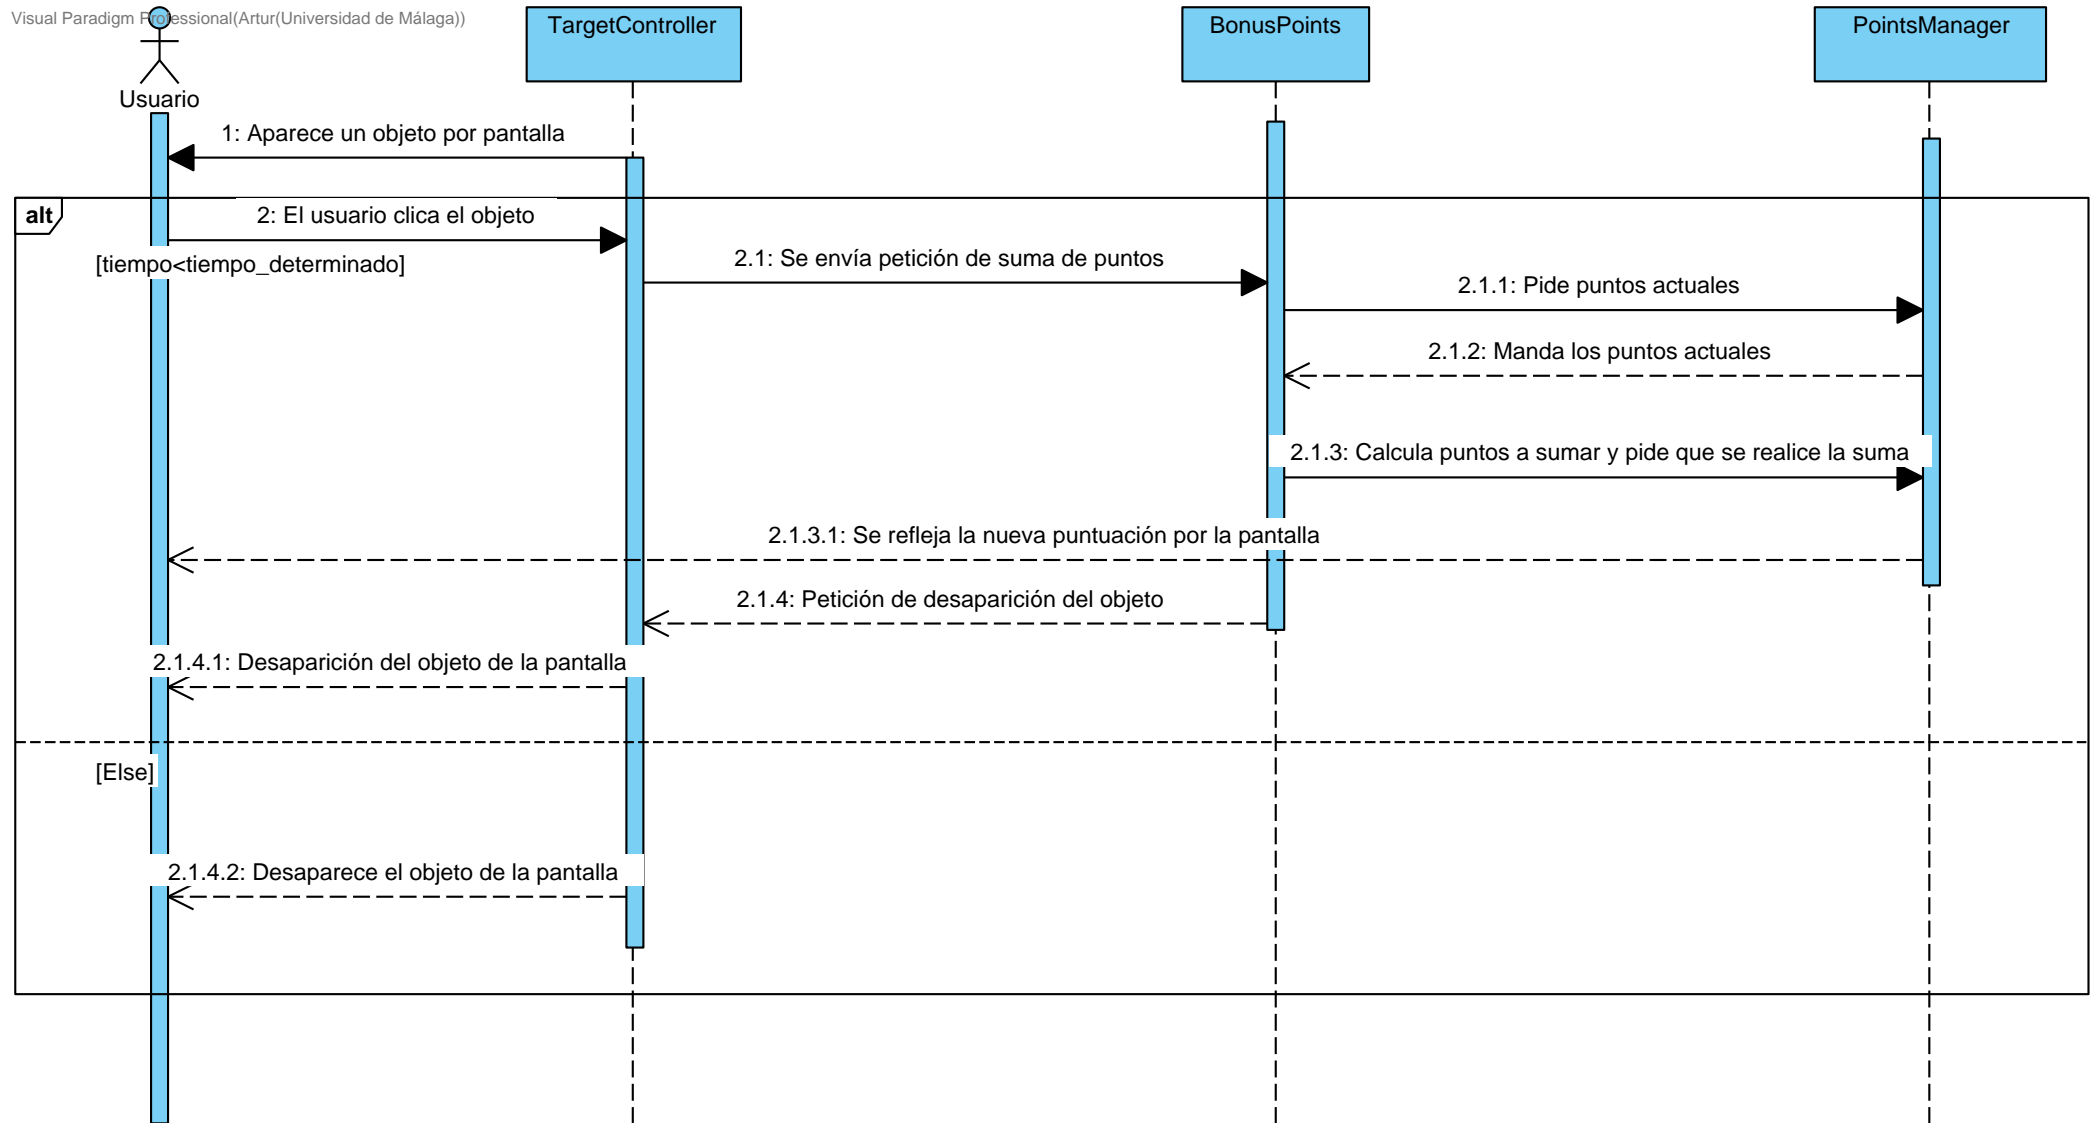 Visual Paradigm Professional(Artur(Universidad de Málaga))
TargetController
BonusPoints
PointsManager
Usuario
1: Aparece un objeto por pantalla
alt
2: El usuario clica el objeto
[tiempo<tiempo_determinado]
2.1: Se envía petición de suma de puntos
2.1.1: Pide puntos actuales
2.1.2: Manda los puntos actuales
2.1.3: Calcula puntos a sumar y pide que se realice la suma
2.1.3.1: Se refleja la nueva puntuación por la pantalla
2.1.4: Petición de desaparición del objeto
2.1.4.1: Desaparición del objeto de la pantalla
[Else]
2.1.4.2: Desaparece el objeto de la pantalla